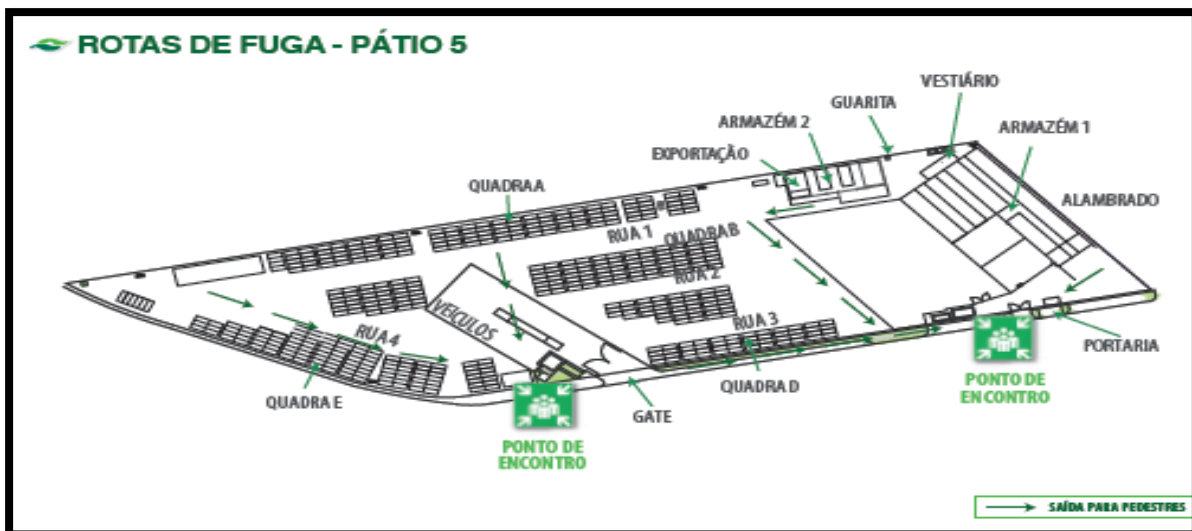 ROTAS DE FUGA - PÁTIO 5
VESTIÁRIO
GUARITA
ARMAZÉM 2
ARMAZÉM 1
EXPORTAÇÃO
QUADRA A
ALAMBRADO
RUA 1
QUADRA B
RUA 2
VEÍCULOS
RUA 3
RUA 4
PORTARIA
QUADRA D
QUADRA E
GATE
PONTO DE
ENCONTRO
PONTO DE
ENCONTRO
SAÍDA PARA PEDESTRES